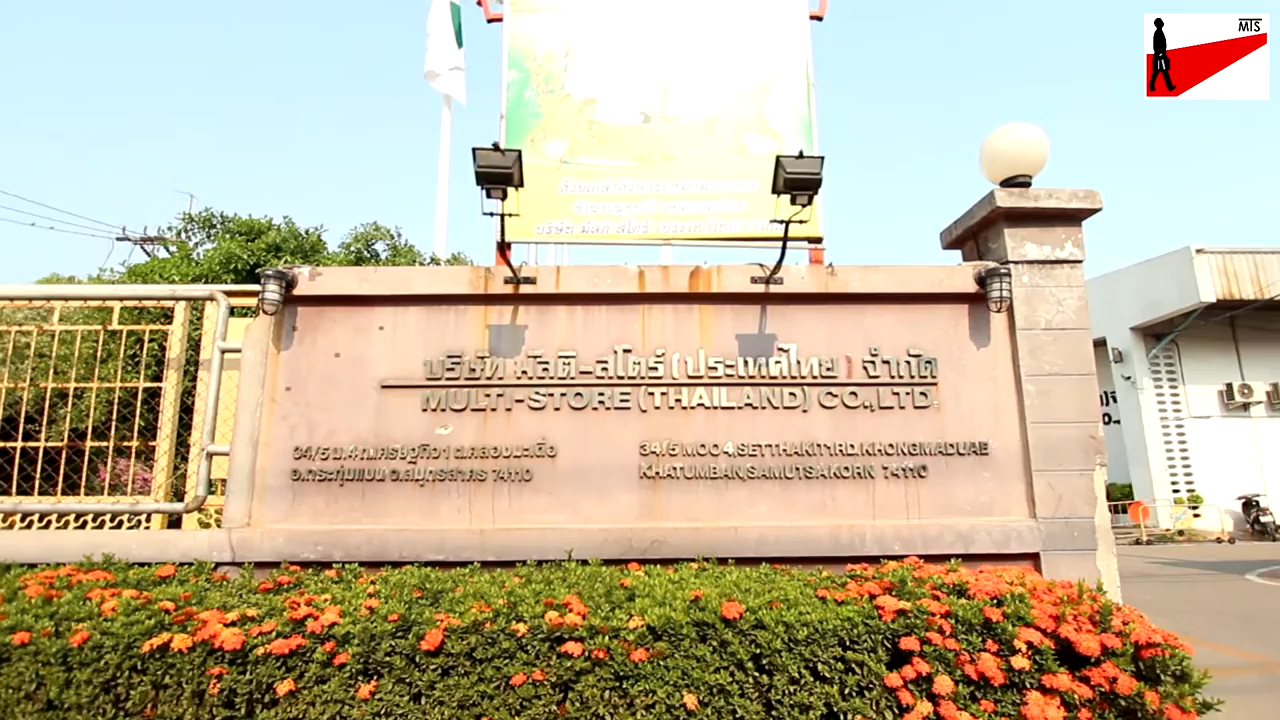 MTS
บริษัท มัลติ-สโตร์ (ประเทศไทย) จำกัด
MULTI-STORE (THAILAND) CO., LTD.
34/5 ม.4 ถ.เศรษฐกิจ 1 ต.คลองมะเดื่อ
อ.กระทุ่มแบน จ.สมุทรสาคร 74110
34/5 MOO 4, SETTHAKIT1 RD. KHONGMADUAE
KHATUMBAN, SAMUTSAKORN 74110